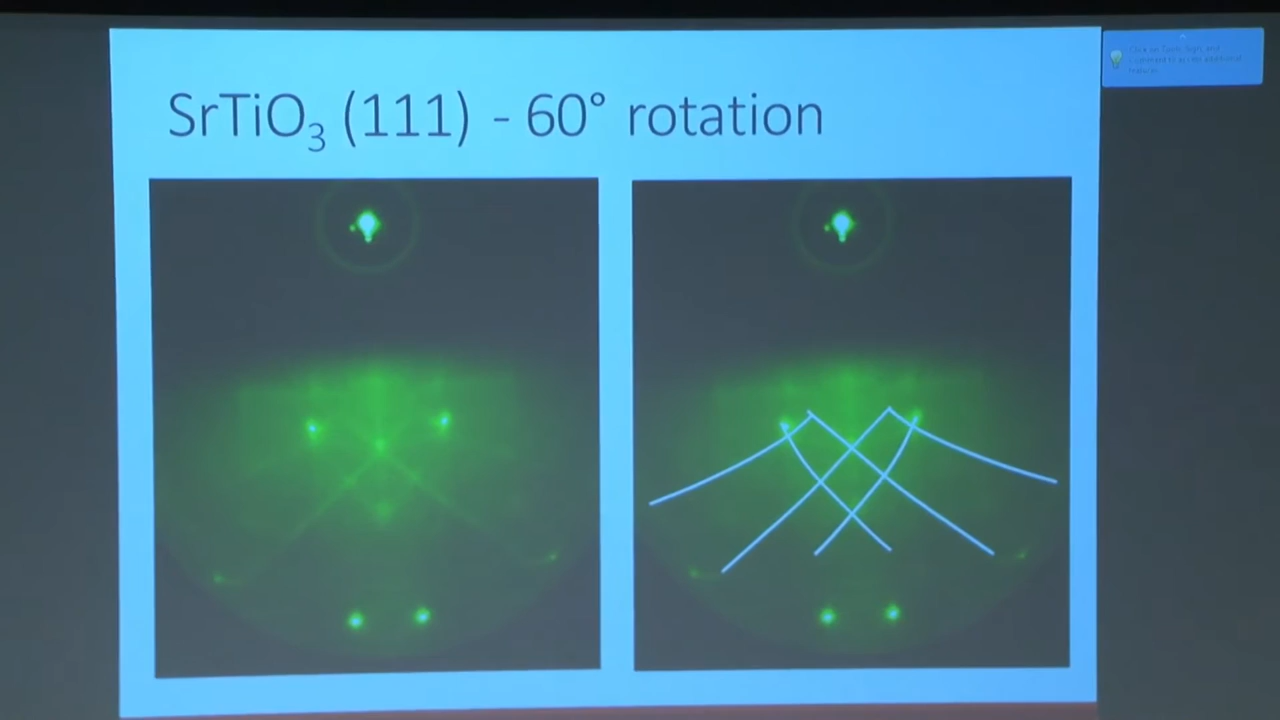 SrTiO₃ (111) - 60° rotation